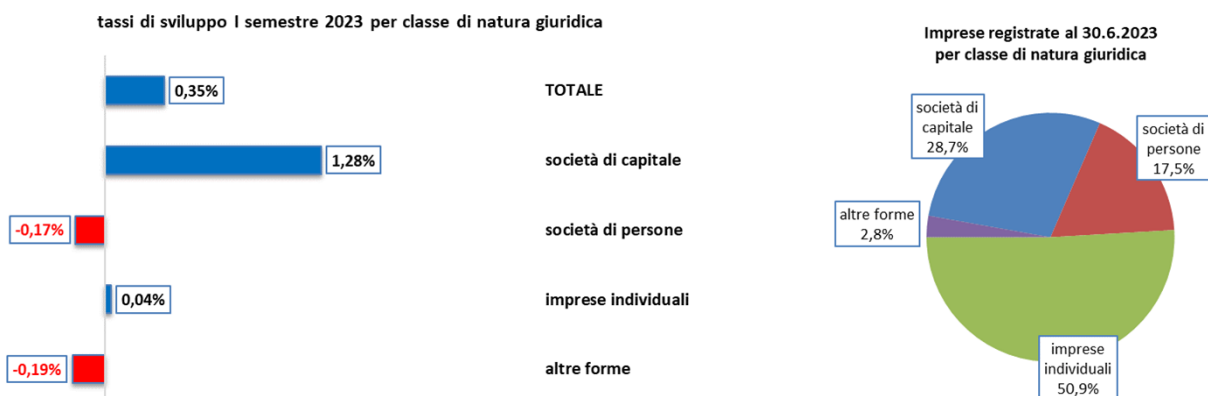 tassi di sviluppo I semestre 2023 per classe di natura giuridica
0,35%
TOTALE
1,28%
società di capitale
-0,17%
società di persone
0,04%
imprese individuali
-0,19%
altre forme
Imprese registrate al 30.6.2023
per classe di natura giuridica
società di
capitale
28,7%
società di
persone
17,5%
altre forme
2,8%
imprese
individuali
50,9%